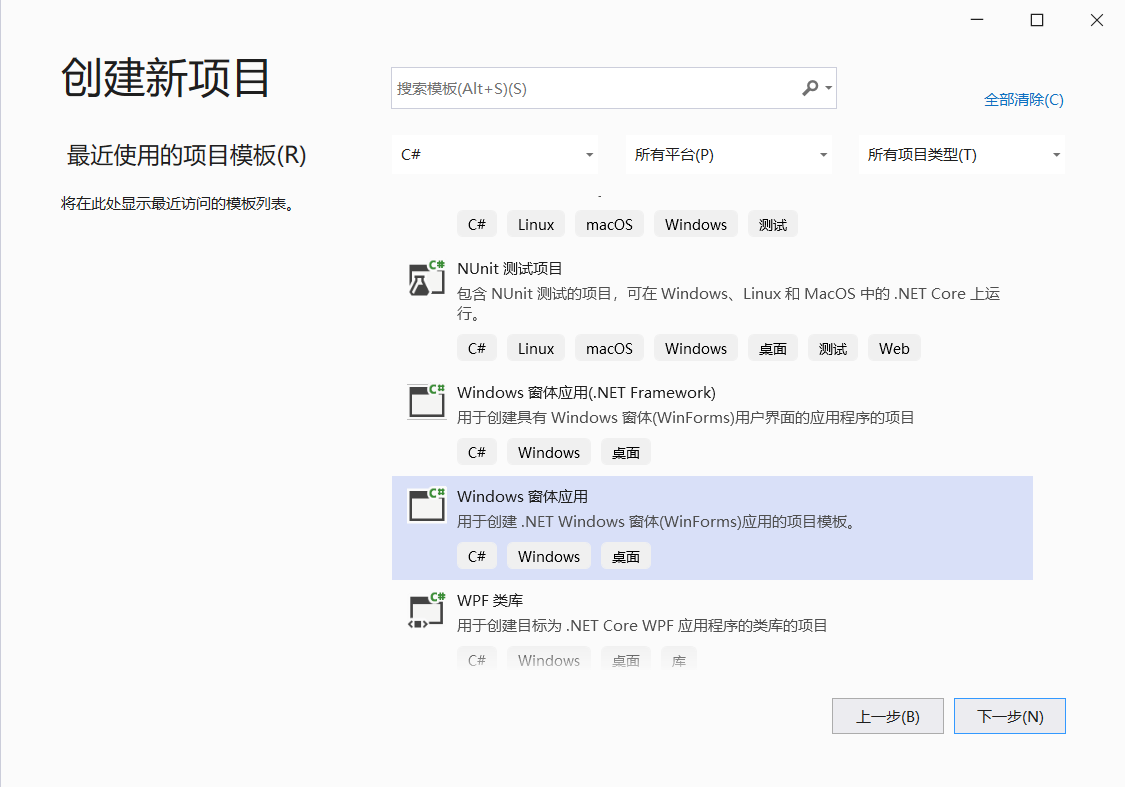 创建新项目
搜索模板(Alt+S)(S)
全部清除(C)
最近使用的项目模板(R)
将在此处显示最近访问的模板列表。
C# 所有平台(P) 所有项目类型(T)
C# Linux macOS Windows 测试
NUnit 测试项目
包含 NUnit 测试的项目，可在 Windows、Linux 和 MacOS 中的 .NET Core 上运
行。
C# Linux macOS Windows 桌面 测试 Web
Windows 窗体应用(.NET Framework)
用于创建具有 Windows 窗体(WinForms)用户界面的应用程序的项目
C# Windows 桌面
Windows 窗体应用
用于创建 .NET Windows 窗体(WinForms)应用的项目模板。
C# Windows 桌面
WPF 类库
用于创建目标为 .NET Core WPF 应用程序的类库的项目
C# Windows 桌面 库
上一步(B) 下一步(N)